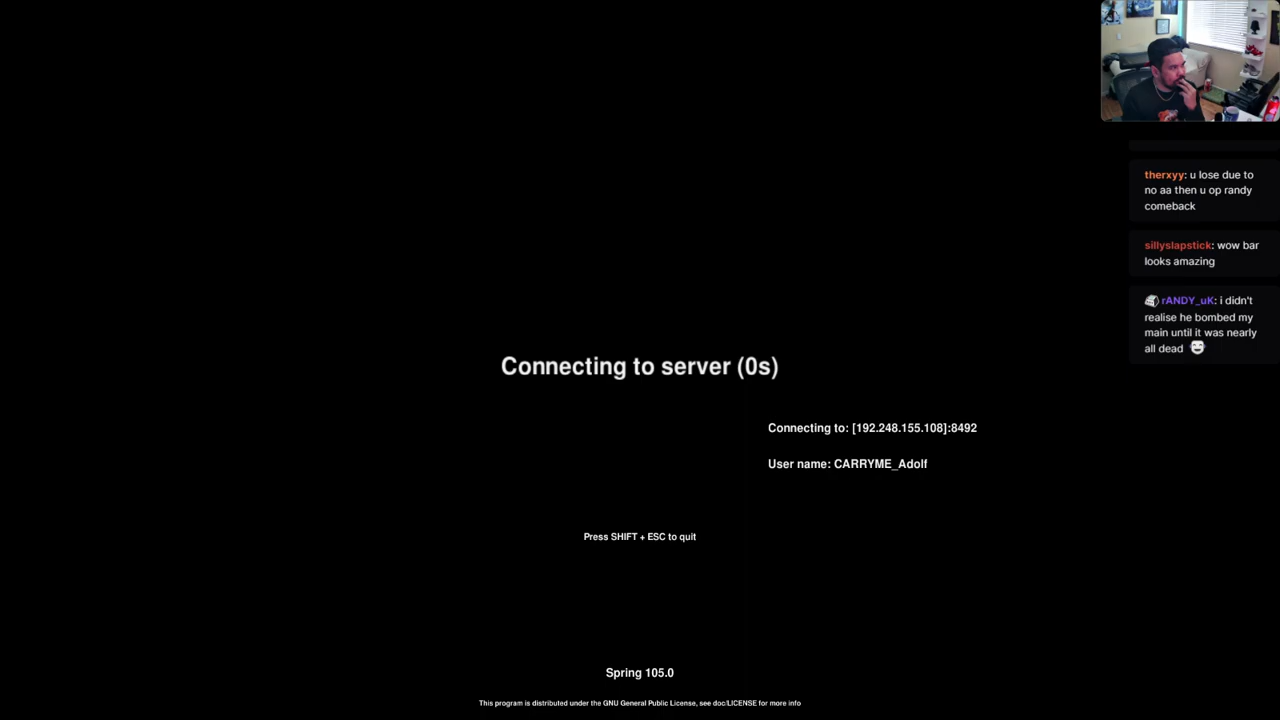 therxyy: u lose due to
no aa then u op randy
comeback
sillyslapstick: wow bar
looks amazing
rANDY_uK: i didn't
realise he bombed my
main until it was nearly
all dead
Connecting to server (0s)
Connecting to: [192.248.155.108]:8492
User name: CARRYME_Adolf
Press SHIFT + ESC to quit
Spring 105.0
This program is distributed under the GNU General Public License, see doc/LICENSE for more info